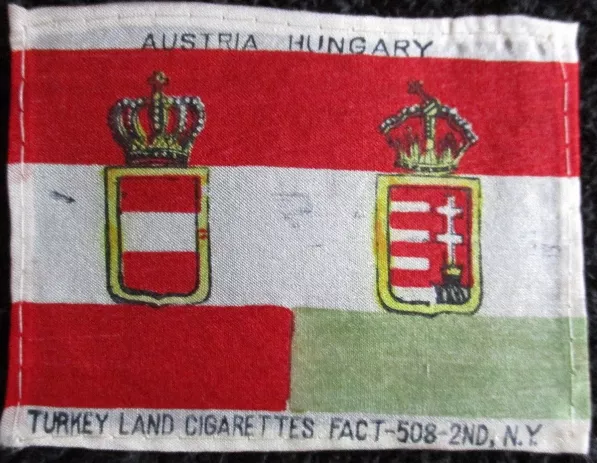 AUSTRIA HUNGARY
TURKEY LAND CIGARETTES FACT-508-2ND, N.Y.